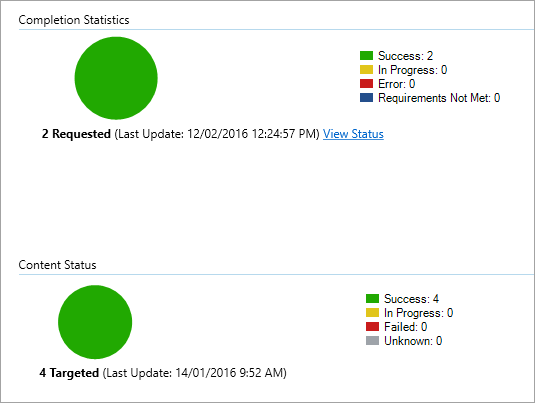 Completion Statistics
Success: 2
In Progress: 0
Error: 0
Requirements Not Met: 0
2 Requested (Last Update: 12/02/2016 12:24:57 PM) View Status
Content Status
Success: 4
In Progress: 0
Failed: 0
Unknown: 0
4 Targeted (Last Update: 14/01/2016 9:52 AM)